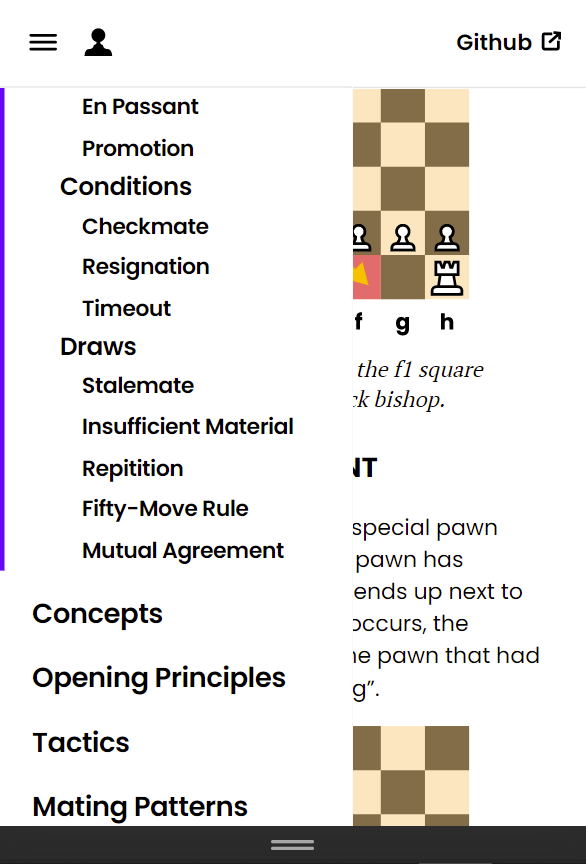 Github
En Passant
Promotion
Conditions
Checkmate
Resignation
Timeout
Draws
Stalemate
Insufficient Material
Repitition
Fifty-Move Rule
Mutual Agreement
Concepts
Opening Principles
Tactics
Mating Patterns
f g h
the f1 square
bishop.
special pawn
pawn has
ends up next to
occurs, the
pawn that had